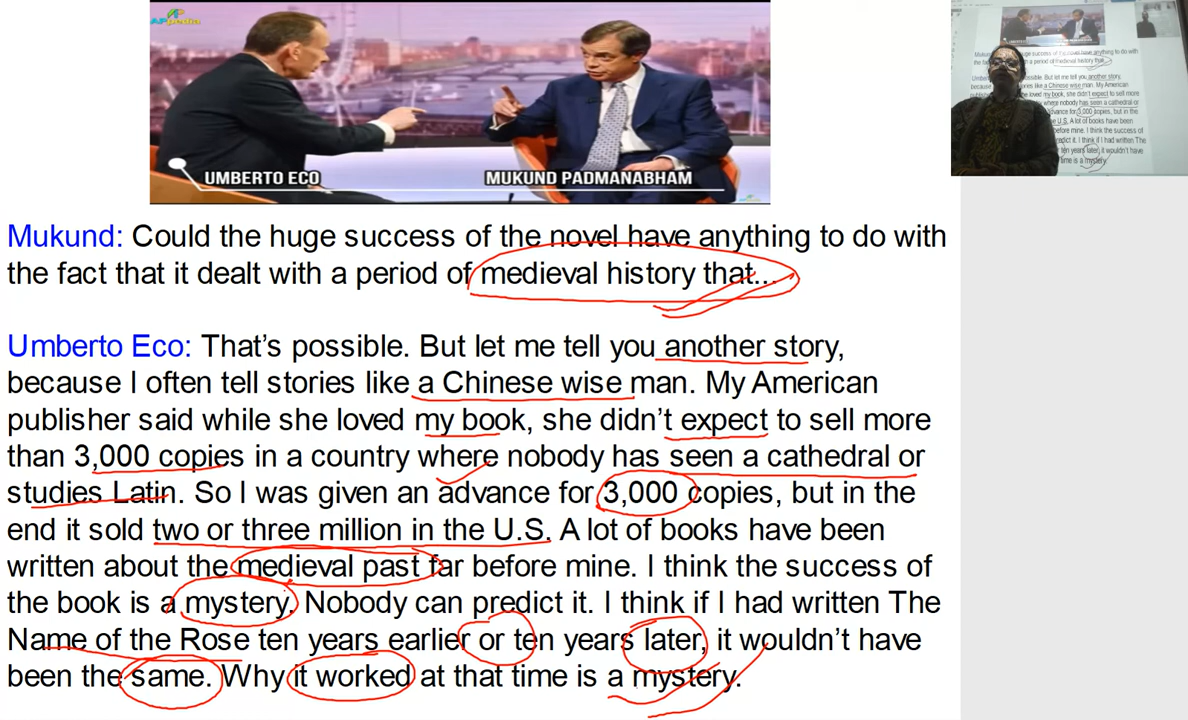 APpedia
UMBERTO ECO
MUKUND PADMANABHAM
Mukund: Could the huge success of the novel have anything to do with
the fact that it dealt with a period of medieval history that...
Umberto Eco: That's possible. But let me tell you another story,
because I often tell stories like a Chinese wise man. My American
publisher said while she loved my book, she didn't expect to sell more
than 3,000 copies in a country where nobody has seen a cathedral or
studies Latin. So I was given an advance for 3,000 copies, but in the
end it sold two or three million in the U.S. A lot of books have been
written about the medieval past far before mine. I think the success of
the book is a mystery. Nobody can predict it. I think if I had written The
Name of the Rose ten years earlier or ten years later, it wouldn't have
been the same. Why it worked at that time is a mystery.